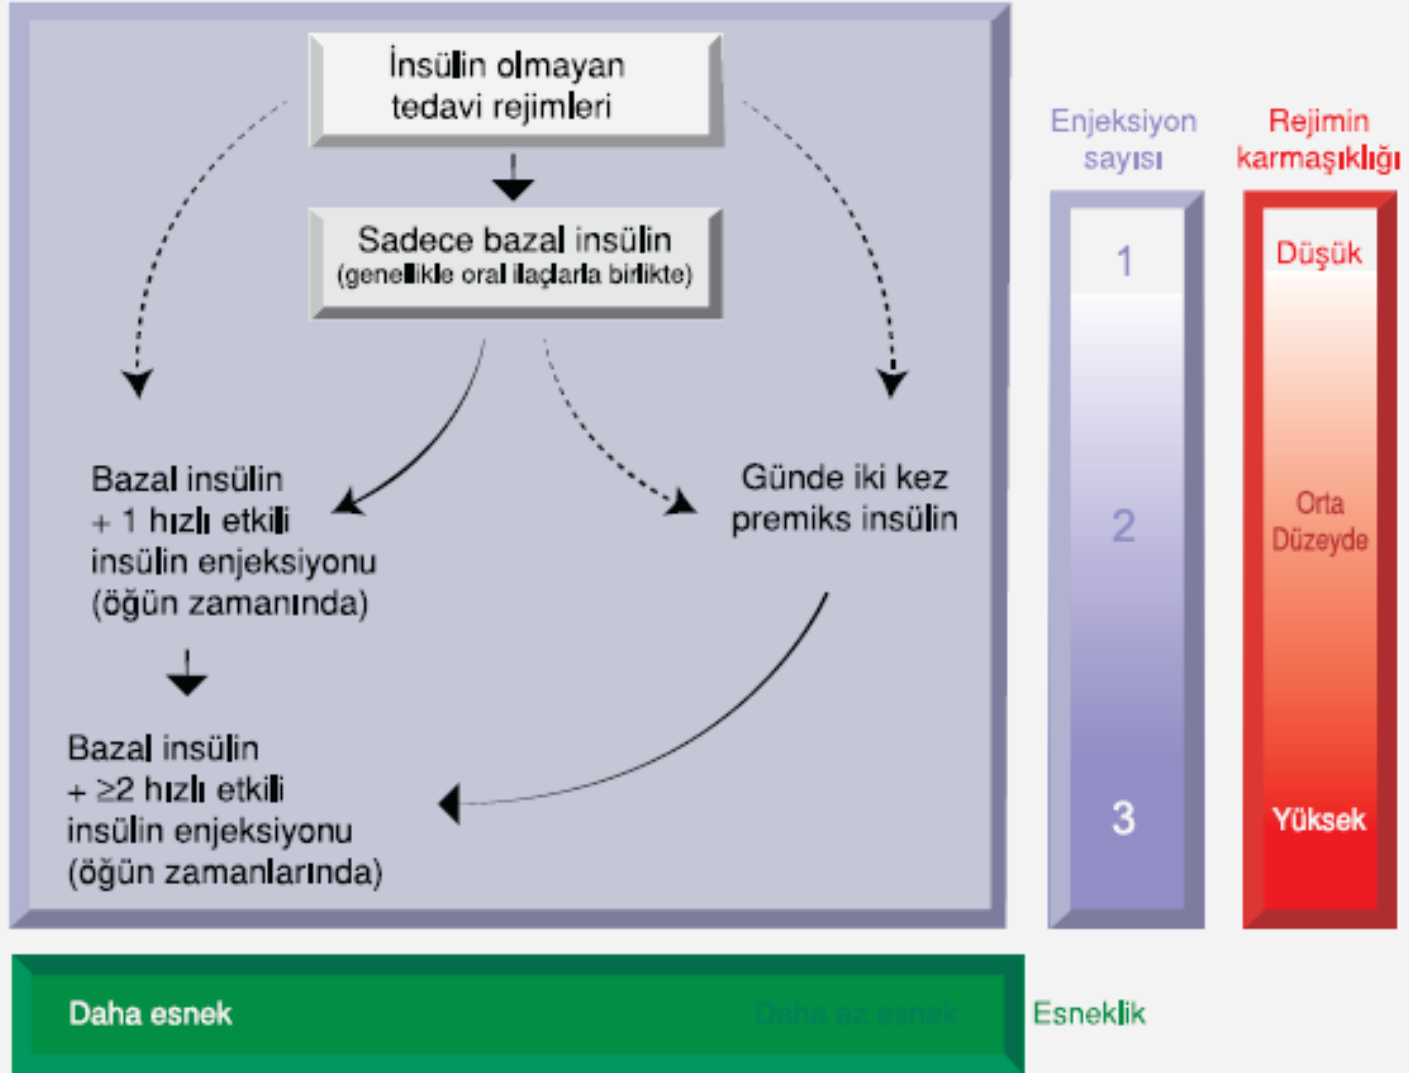 İnsülin olmayan
tedavi rejimleri
Sadece bazal insülin
(genellikle oral ilaçlarla birlikte)
Bazal insülin
+ 1 hızlı etkili
insülin enjeksiyonu
(öğün zamanında)
Günde iki kez
premiks insülin
Bazal insülin
+ ≥2 hızlı etkili
insülin enjeksiyonu
(öğün zamanlarında)
Enjeksiyon
sayısı
1
2
3
Rejimin
karmaşıklığı
Düşük
Orta
Düzeyde
Yüksek
Daha esnek
Daha az esnek
Esneklik